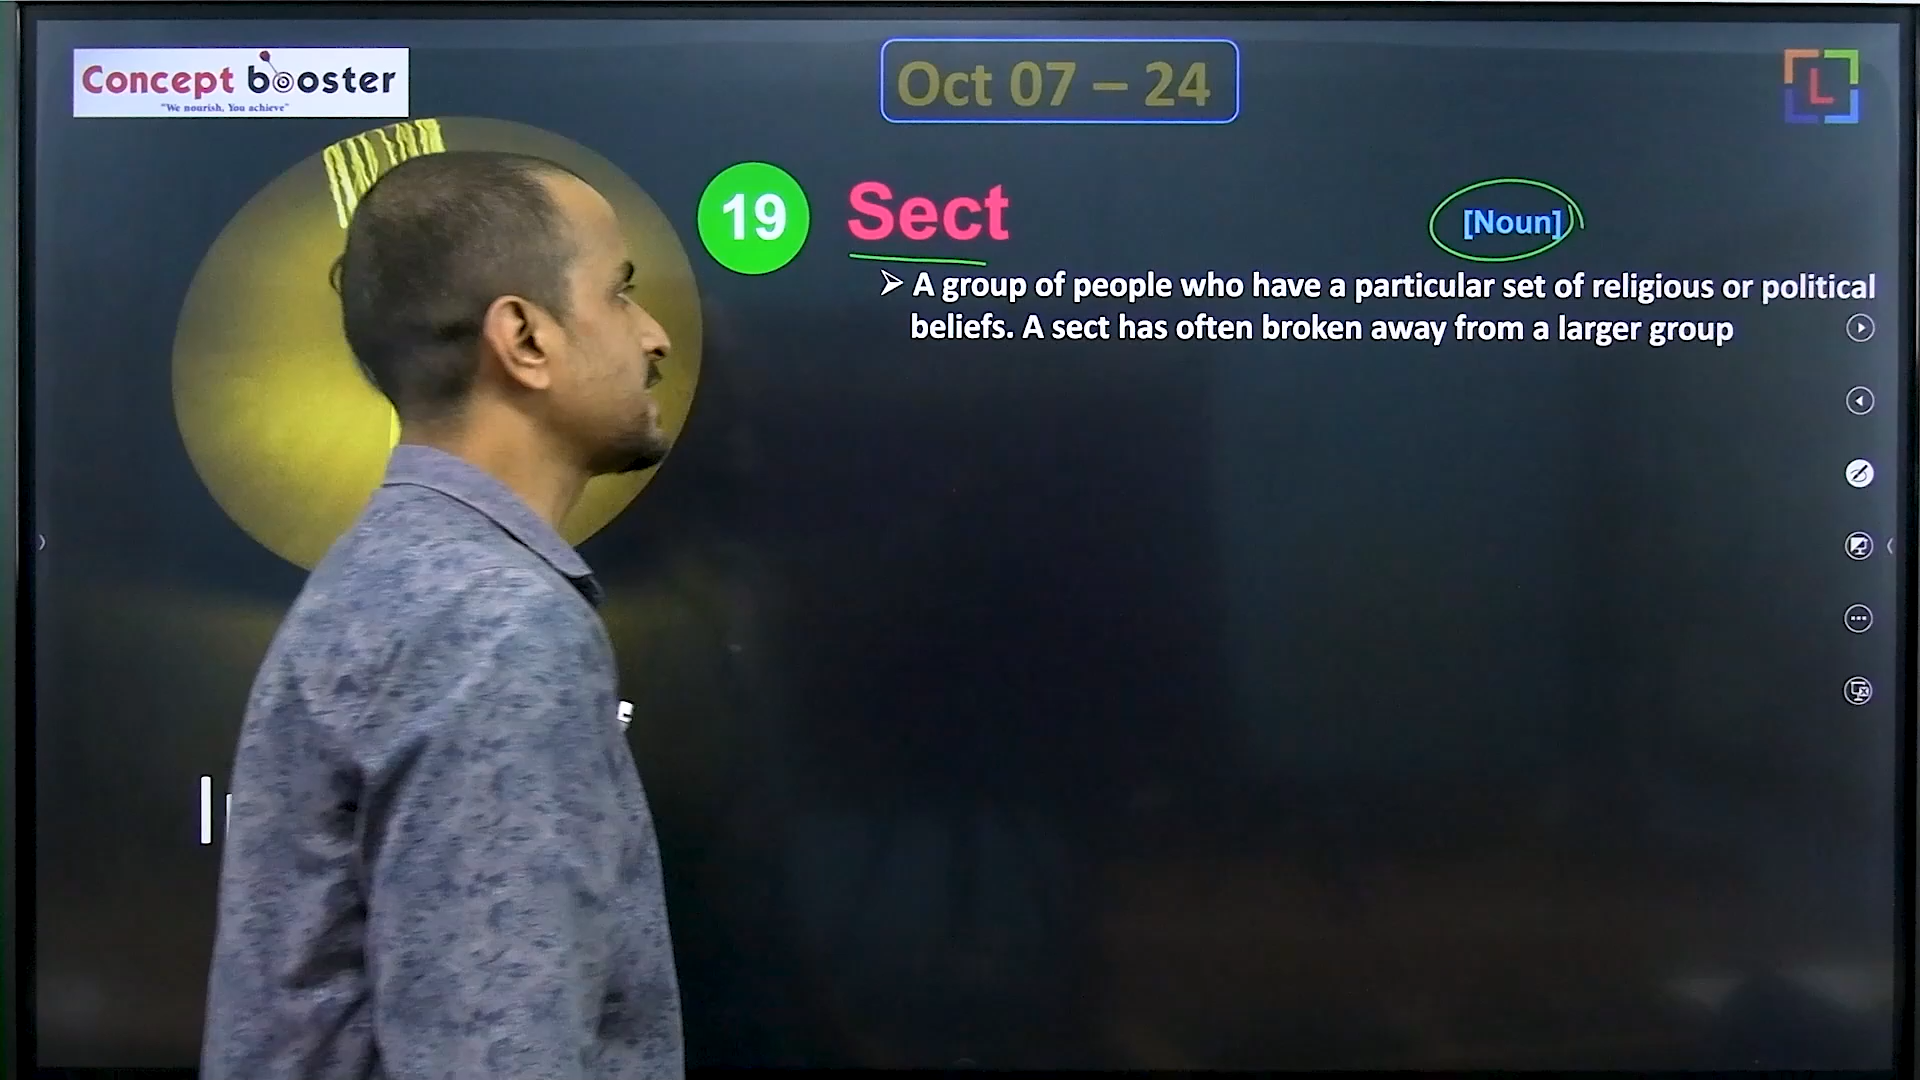 Concept booster
"We nourish, You achieve"
Oct 07 – 24
L
19 Sect [Noun]
➢ A group of people who have a particular set of religious or political
beliefs. A sect has often broken away from a larger group